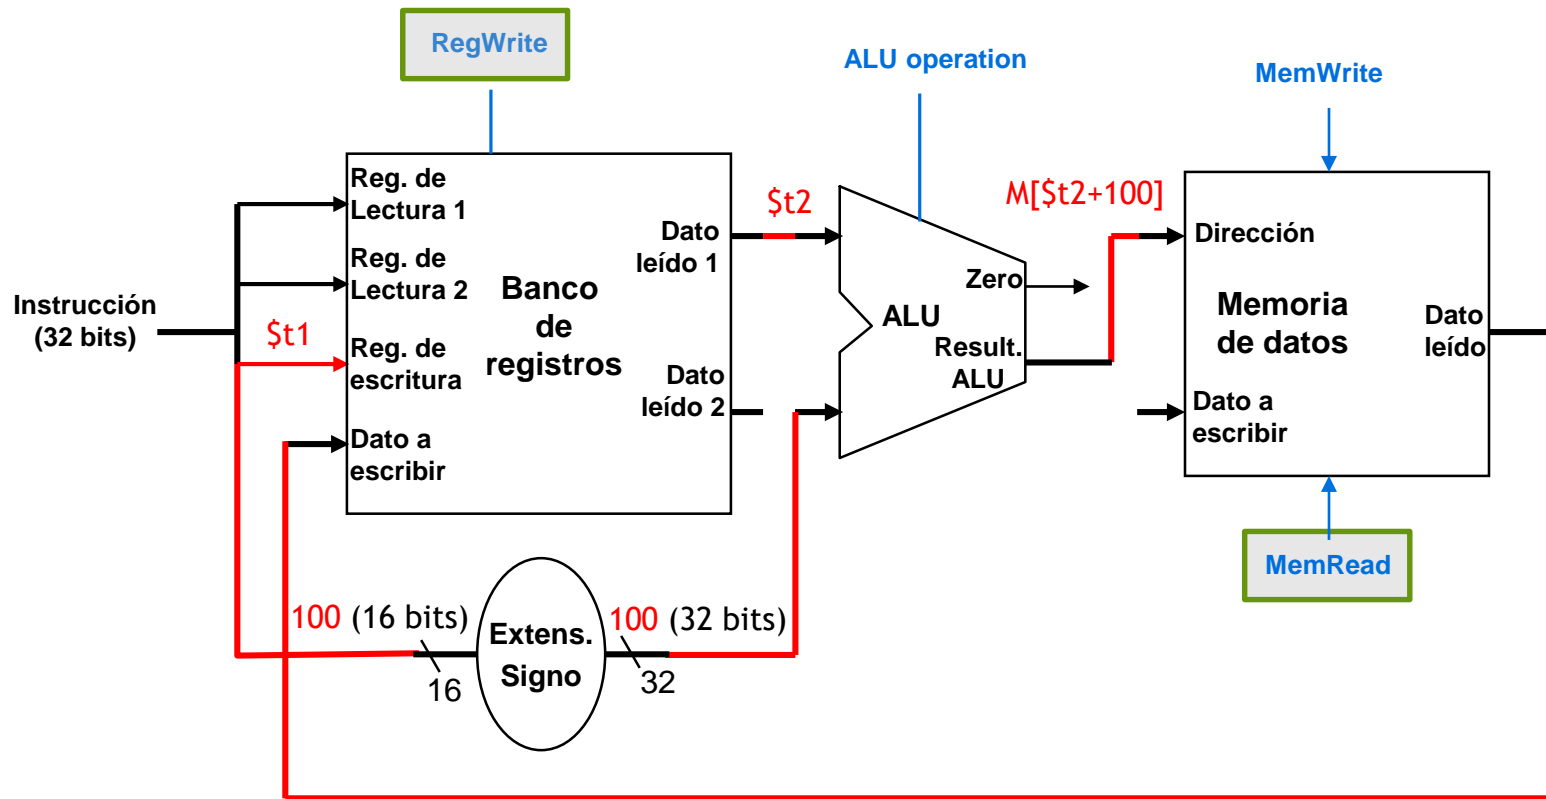 RegWrite
ALU operation
MemWrite
Reg. de
Lectura 1
Reg. de
Lectura 2
Reg. de
escritura
Dato a
escribir
Banco
de
registros
Dato
leído 1
Dato
leído 2
Instrucción
(32 bits)
$t1
$t2
M[$t2+100]
Zero
ALU
Result.
ALU
Dirección
Memoria
de datos
Dato
leído
Dato a
escribir
MemRead
100 (16 bits)
16
Extens.
Signo
100 (32 bits)
32